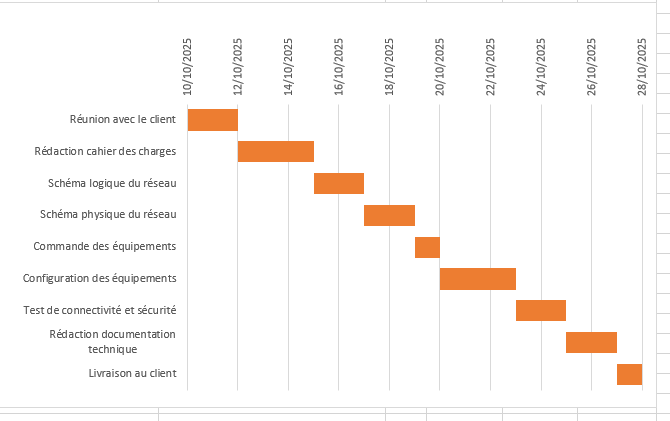 10/10/2025
12/10/2025
14/10/2025
16/10/2025
18/10/2025
20/10/2025
22/10/2025
24/10/2025
26/10/2025
28/10/2025
Réunion avec le client
Rédaction cahier des charges
Schéma logique du réseau
Schéma physique du réseau
Commande des équipements
Configuration des équipements
Test de connectivité et sécurité
Rédaction documentation
technique
Livraison au client